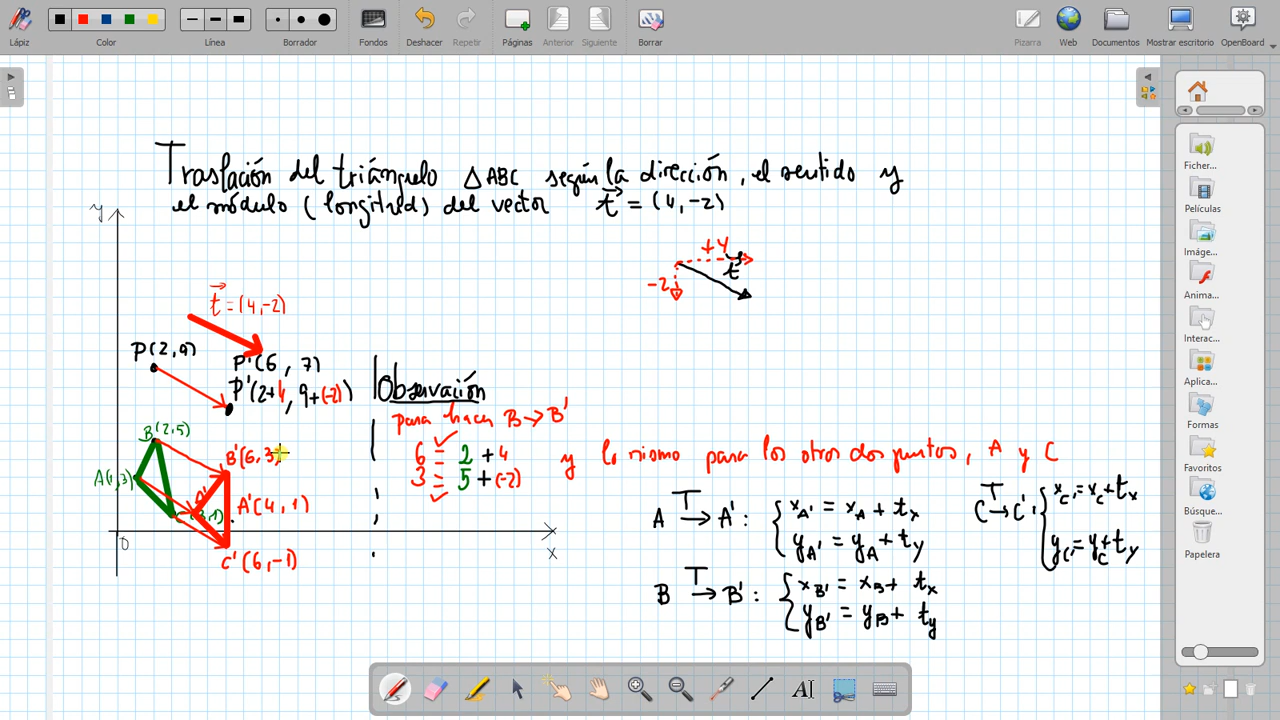 Lápiz
Color
Línea
Borrador
Fondos
Deshacer
Repetir
Páginas
Anterior
Siguiente
Borrar
Pizarra
Web
Documentos
Mostrar escritorio
OpenBoard
Traslación del triángulo △ABC según la dirección, el sentido y
el módulo (longitud) del vector t⃗ = (4,-2)
y
+4
t
-2
t⃗ = (4,-2)
P(2,9)
P'(6, 7)
P'(2+4, 9+(-2))
B(2,5)
B'(6,3)
A(1,3)
A'(4,1)
C'(6,-1)
0
x
Observación
para hacer B→B'
6 = 2 + 4
3 = 5 + (-2)
y lo mismo para los otros dos puntos, A y C
A T→ A': { x_A' = x_A + t_x
y_A' = y_A + t_y
B T→ B': { x_B' = x_B + t_x
y_B' = y_B + t_y
C T→ C': { x_C' = x_C + t_x
y_C' = y_C + t_y
Ficher...
Películas
Imáge...
Anima...
Interac...
Aplica...
Formas
Favoritos
Búsque...
Papelera
AI